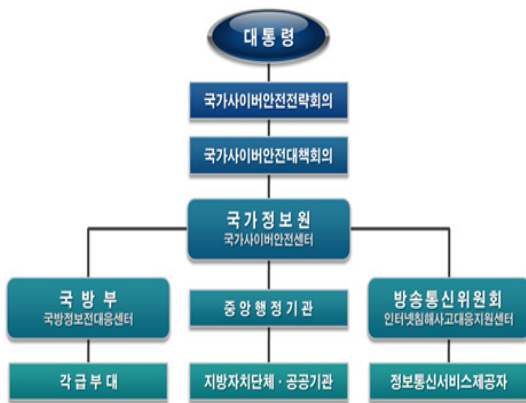 대통령
국가사이버안전전략회의
국가사이버안전대책회의
국가정보원
국가사이버안전센터
국방부
국방정보전대응센터
중앙행정기관
방송통신위원회
인터넷침해사고대응지원센터
각급부대
지방자치단체·공공기관
정보통신서비스제공자